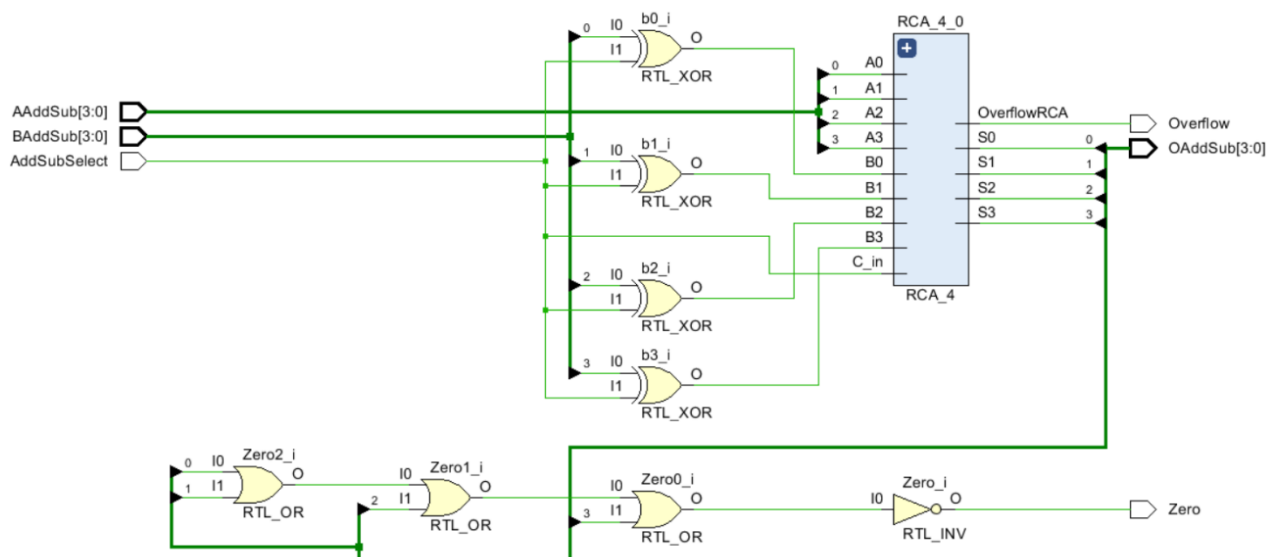 RCA_4_0
0 I0 b0_i O
I1
RTL_XOR
0 A0
1 A1
2 A2
3 A3
B0
B1
B2
B3
C_in
RCA_4
AAddSub[3:0]
BAddSub[3:0]
AddSubSelect
OverflowRCA
S0 0
S1 1
S2 2
S3 3
Overflow
OAddSub[3:0]
1 I0 b1_i O
I1
RTL_XOR
2 I0 b2_i O
I1
RTL_XOR
3 I0 b3_i O
I1
RTL_XOR
0 I0 Zero2_i O
1 I1
RTL_OR
I0 Zero1_i O
2 I1
RTL_OR
I0 Zero0_i O
3 I1
RTL_OR
I0 Zero_i O
RTL_INV
Zero